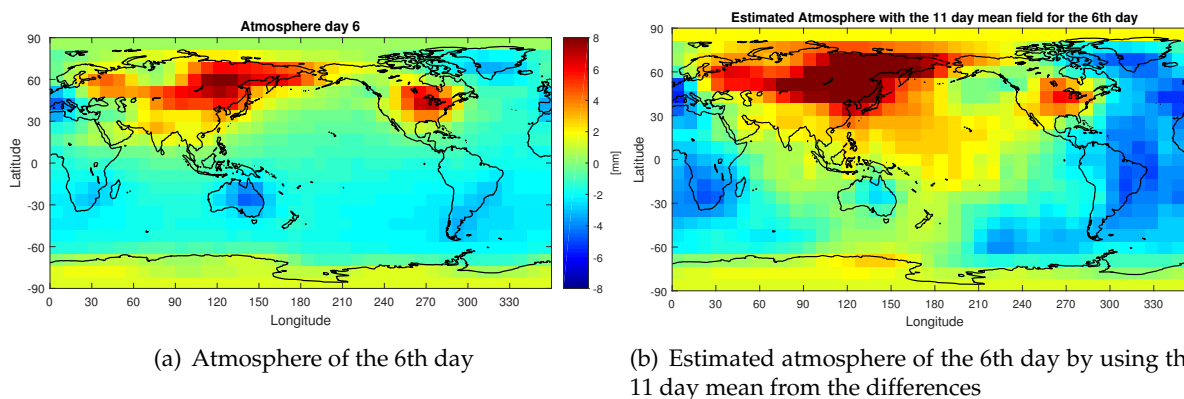 Atmosphere day 6
90
60
30
0
-30
-60
-90
Latitude
0 30 60 90 120 150 180 210 240 270 300 330
Longitude
8
6
4
2
0
-2
-4
-6
-8
[mm]
(a) Atmosphere of the 6th day
Estimated Atmosphere with the 11 day mean field for the 6th day
90
60
30
0
-30
-60
-90
Latitude
0 30 60 90 120 150 180 210 240 270 300 330
Longitude
(b) Estimated atmosphere of the 6th day by using th
11 day mean from the differences